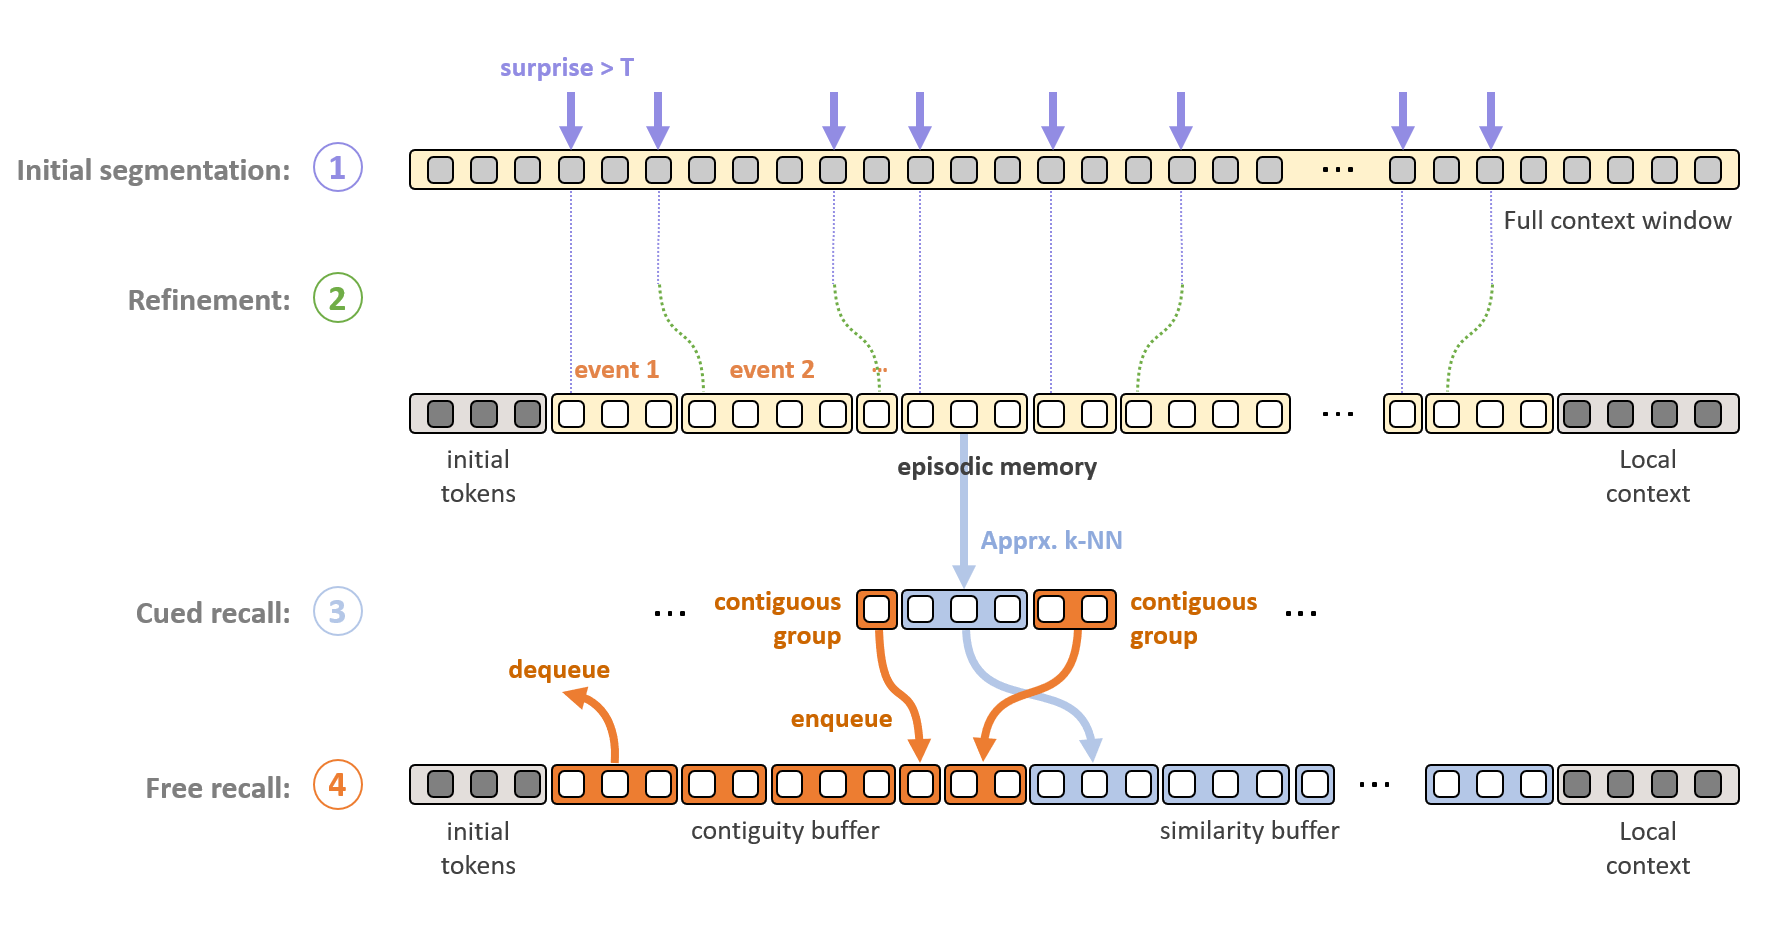 surprise > T
Initial segmentation: 1
Full context window
Refinement: 2
event 1 event 2 ...
initial
tokens
episodic memory
Local
context
Apprx. k-NN
Cued recall: 3
... contiguous
group
contiguous
group ...
dequeue
enqueue
Free recall: 4
initial
tokens
contiguity buffer
similarity buffer
Local
context